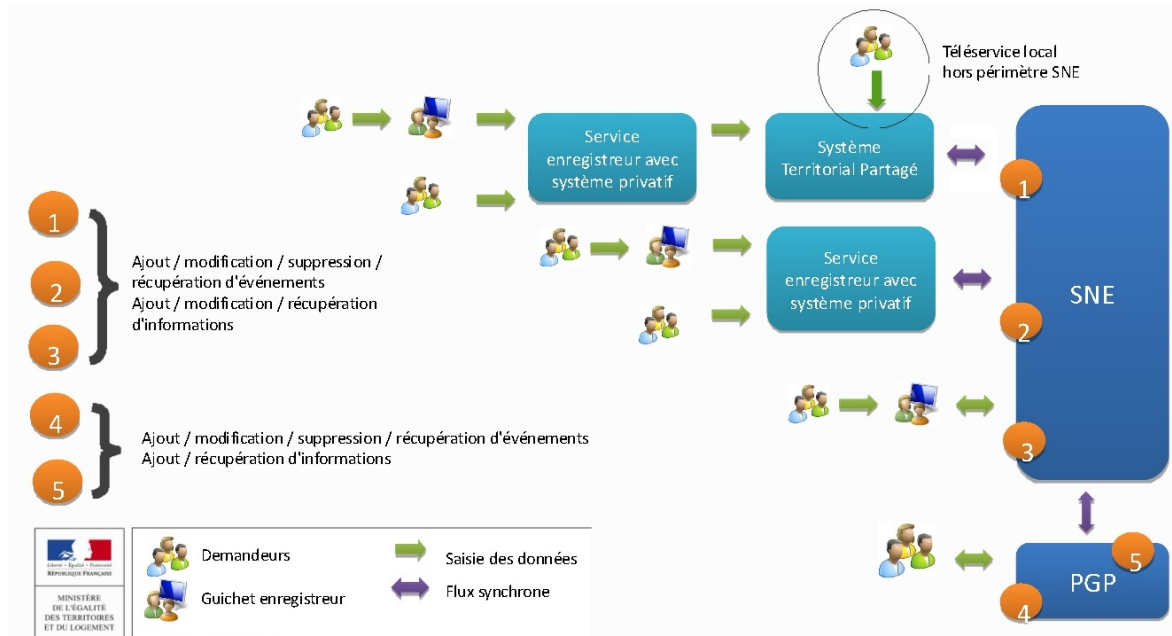 Téléservice local
hors périmètre SNE
Service
enregistreur avec
système privatif
Système
Territorial Partagé
1
1
Ajout / modification / suppression /
récupération d'événements
Ajout / modification / récupération
d'informations
2
3
Service
enregistreur avec
système privatif
SNE
2
3
4
Ajout / modification / suppression / récupération d'événements
Ajout / récupération d'informations
5
5
PGP
4
Liberté • Égalité • Fraternité
RÉPUBLIQUE FRANÇAISE
MINISTÈRE
DE L'ÉGALITÉ
DES TERRITOIRES
ET DU LOGEMENT
Demandeurs
Saisie des données
Guichet enregistreur
Flux synchrone